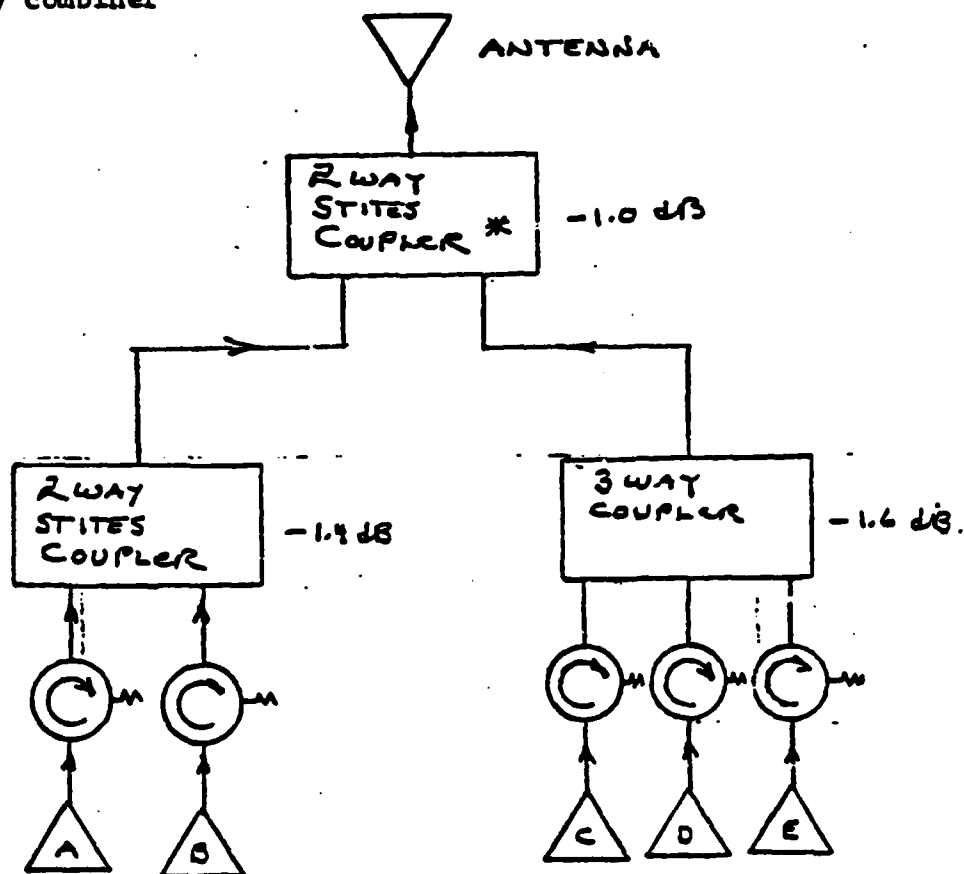 combiner
ANTENNA
2 WAY
STITES
COUPLER *
-1.0 dB
2 WAY
STITES
COUPLER
-1.4 dB
3 WAY
COUPLER
-1.6 dB.
A
B
C
D
E